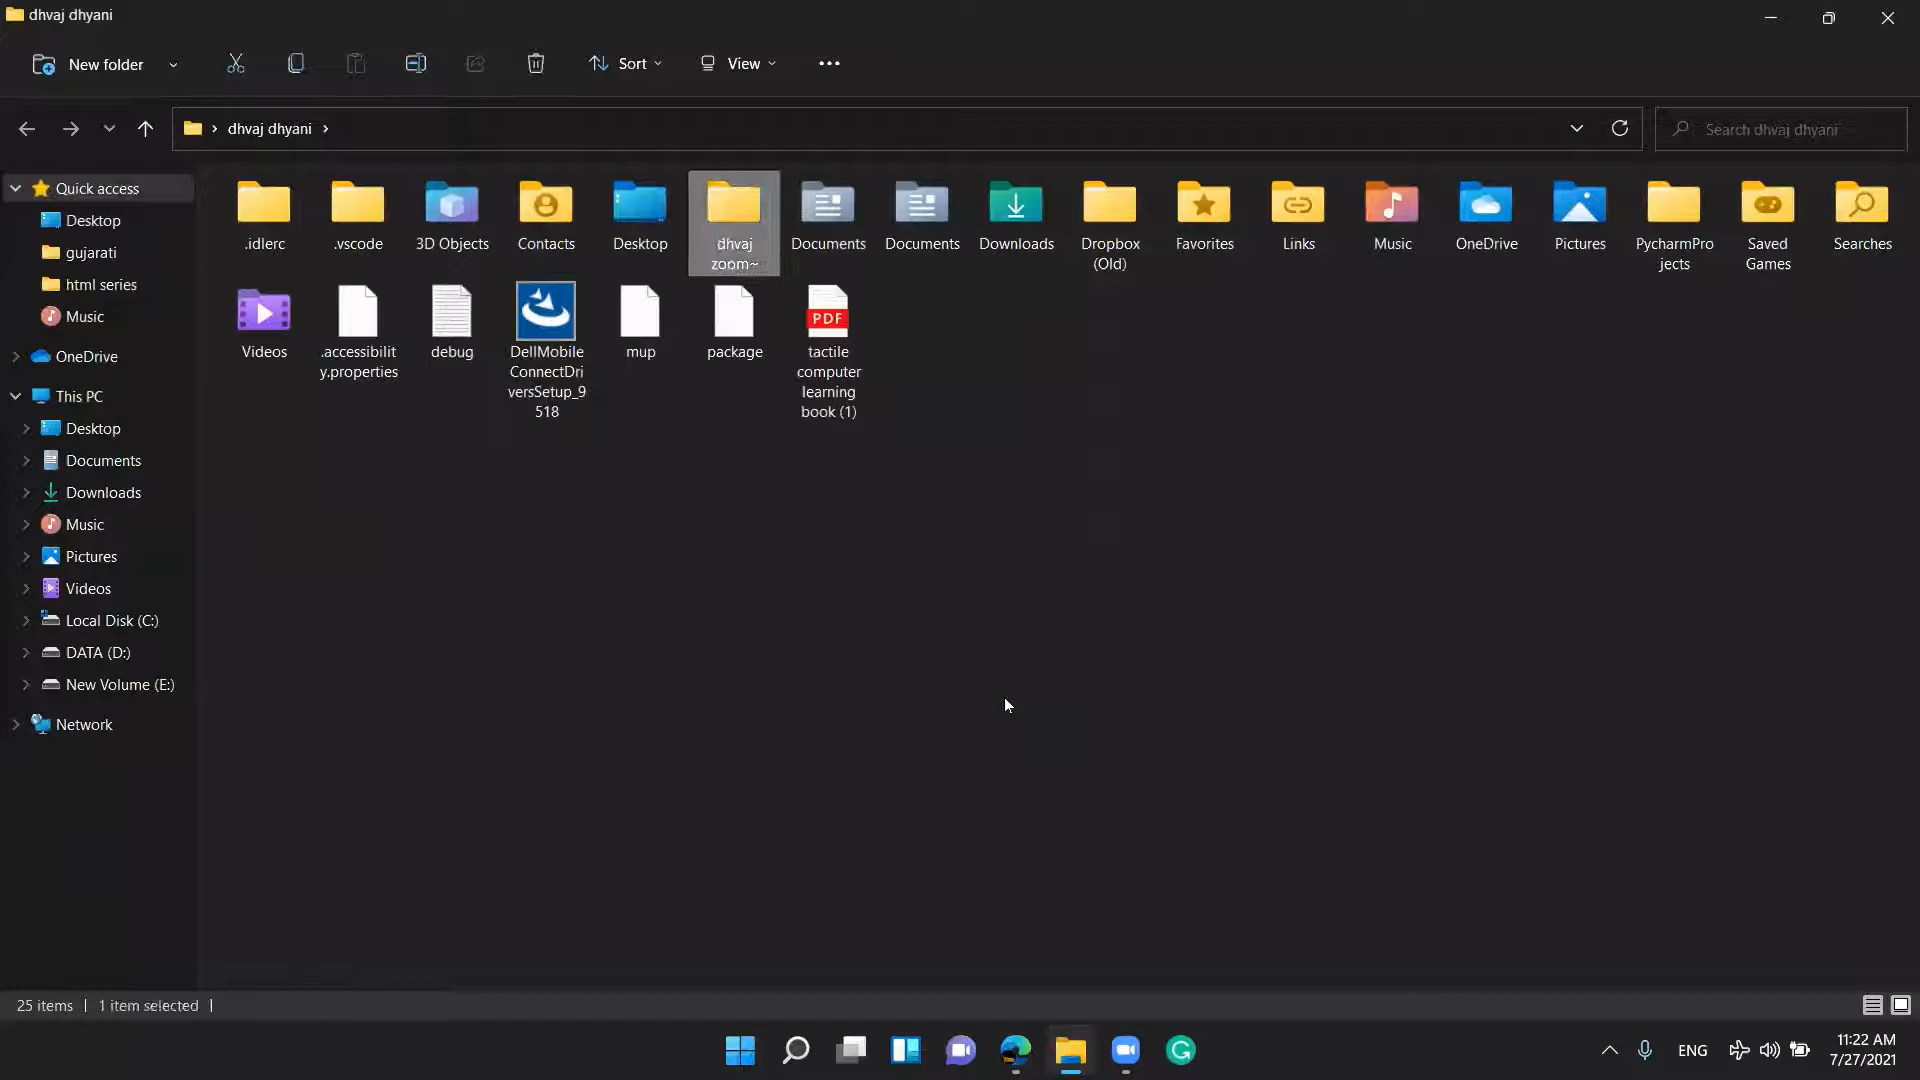 dhvaj dhyani
New folder
Sort
View
dhvaj dhyani
Search dhvaj dhyani
Quick access
Desktop
gujarati
html series
Music
OneDrive
This PC
Desktop
Documents
Downloads
Music
Pictures
Videos
Local Disk (C:)
DATA (D:)
New Volume (E:)
Network
.idlerc
.vscode
3D Objects
Contacts
Desktop
dhvaj
zoom~
Documents
Documents
Downloads
Dropbox
(Old)
Favorites
Links
Music
OneDrive
Pictures
PycharmPro
jects
Saved
Games
Searches
Videos
.accessibilit
y.properties
debug
DellMobile
ConnectDri
versSetup_9
518
mup
package
PDF
tactile
computer
learning
book (1)
25 items
1 item selected
ENG
11:22 AM
7/27/2021